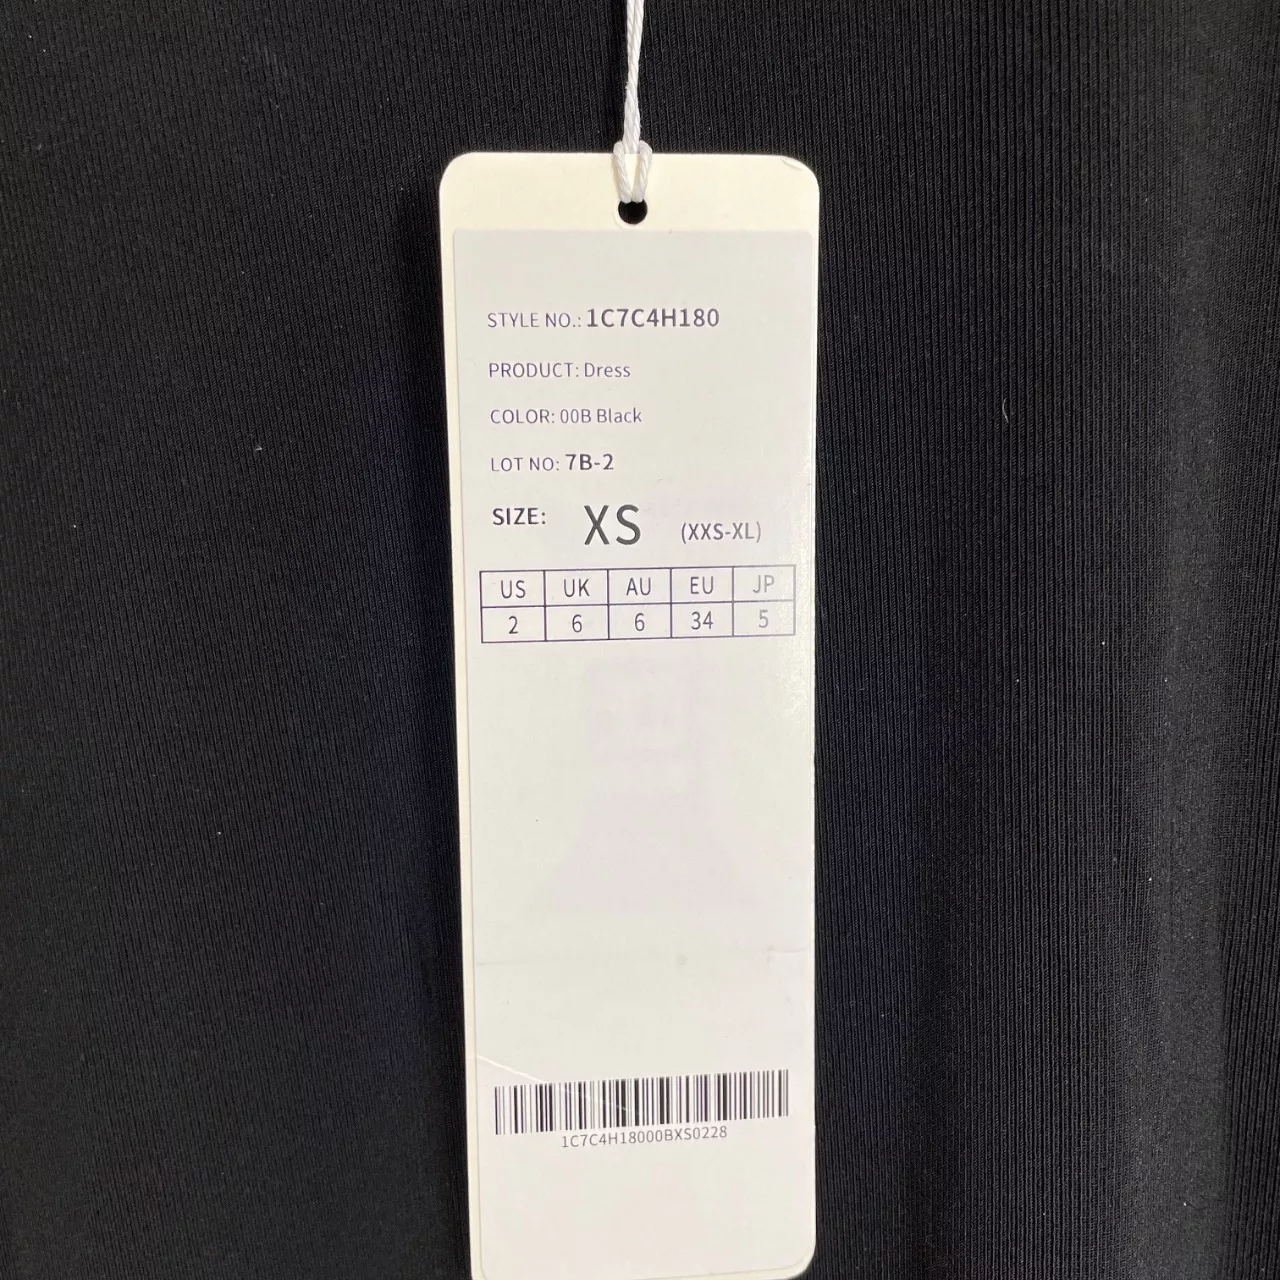 STYLE NO.: 1C7C4H180
PRODUCT: Dress
COLOR: 00B Black
LOT NO: 7B-2
SIZE: XS (XXS-XL)
US UK AU EU JP
2 6 6 34 5
1C7C4H18000BXS0228